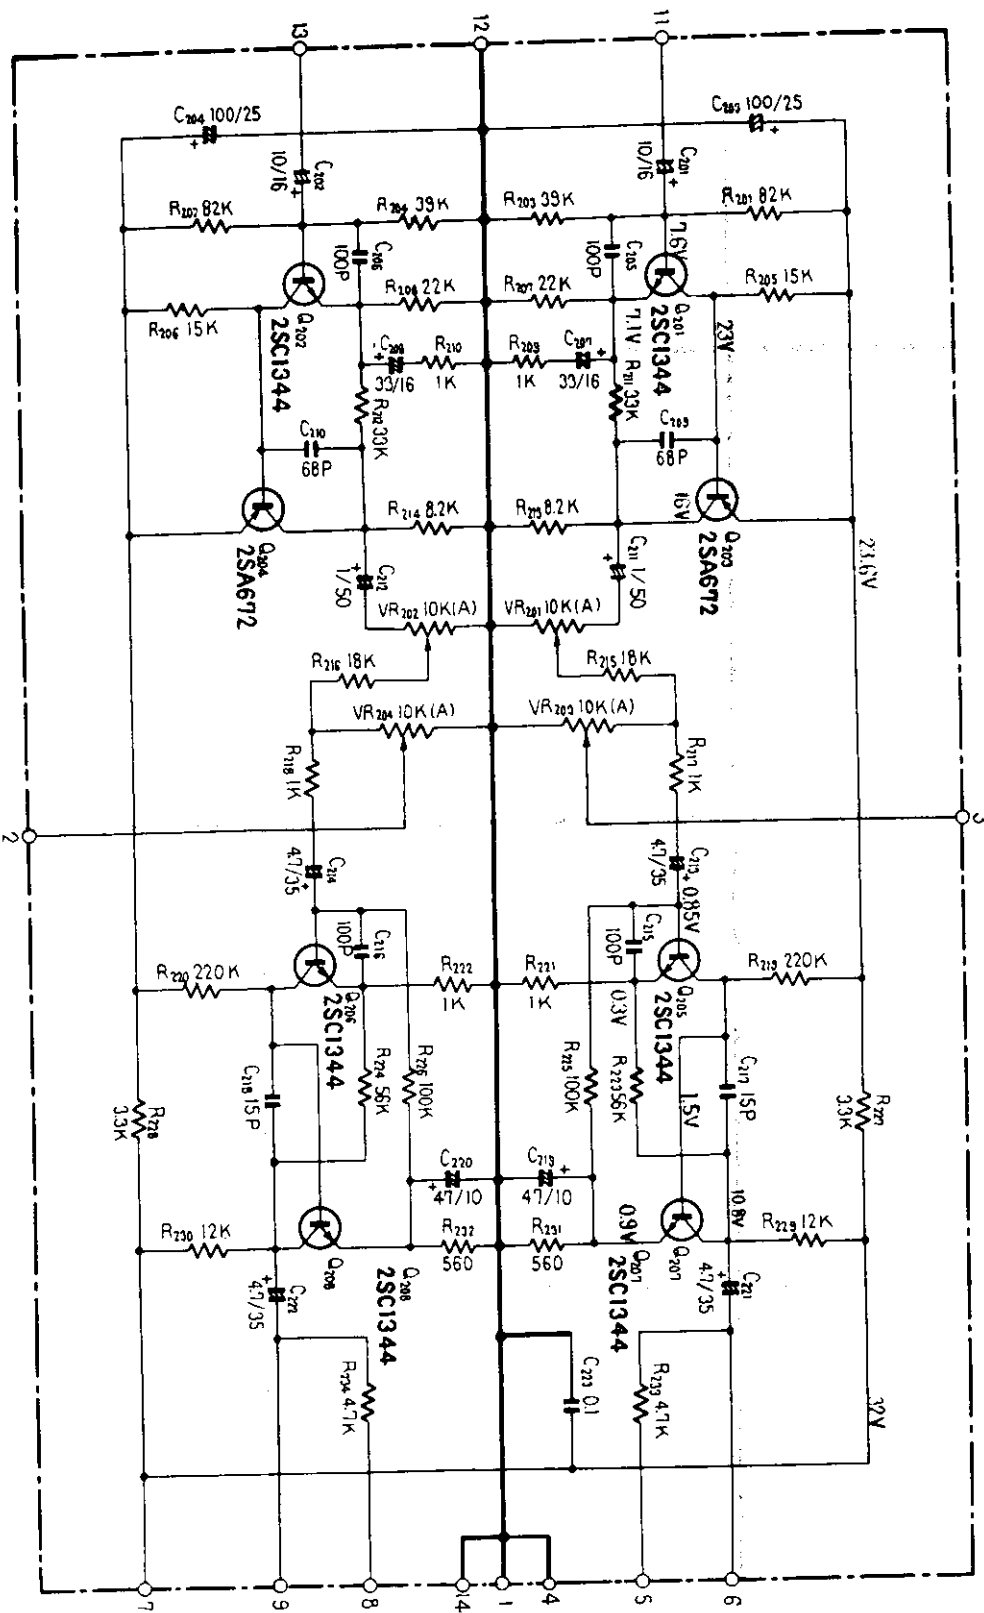 13
12
11
C204 100/25
C203 100/25
C202
10/16
C201
10/16
R202 82K
R204 39K
R203 39K
R201 82K
7.6V
C206
100P
C205
100P
R206 15K
R208 22K
R207 22K
R205 15K
Q202
2SC1344
Q201
2SC1344
7.1V
23V
C208
33/16
R210
1K
R209
1K
C207
33/16
R212 33K
R211 33K
C210
68P
C209
68P
R214 8.2K
R213 8.2K
16V
Q204
2SA672
Q203
2SA672
23.6V
C212
1/50
C211 1/50
VR202 10K(A)
VR201 10K(A)
R216 18K
R215 18K
VR204 10K(A)
VR203 10K(A)
R218 1K
R217 1K
2
3
C214
4.7/35
C213
4.7/35
0.85V
C216
100P
C215
100P
R220 220K
R222
1K
R221
1K
R219 220K
Q206
2SC1344
Q205
2SC1344
0.3V
C218 15P
R224 56K
R226 100K
R225 100K
R223 56K
1.5V
C217 15P
R228
3.3K
R227
3.3K
C220
47/10
C219
47/10
R230 12K
R232
560
R231
560
0.9V
10.8V
R229 12K
Q208
Q208
2SC1344
Q207
2SC1344
Q207
C222
4.7/35
C221
4.7/35
R234 4.7K
C223 0.1
R233 4.7K
32V
7
9
8
14
1
4
5
6